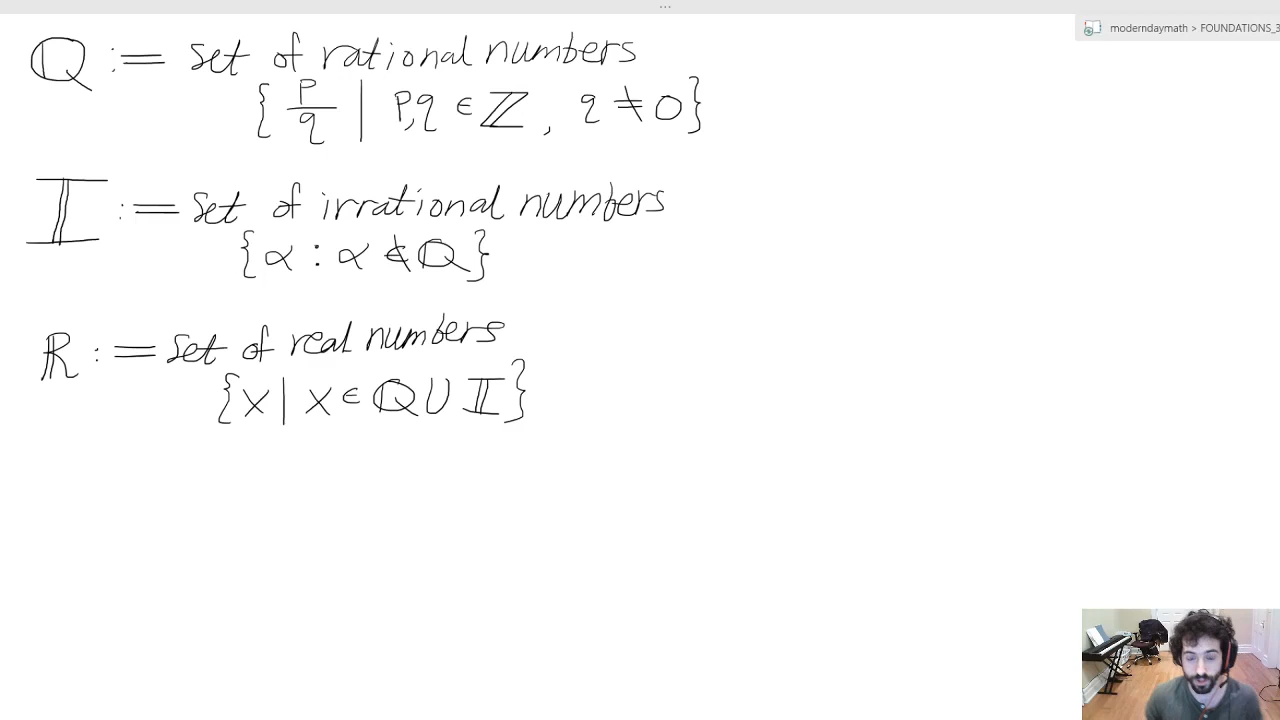 moderndaymath > FOUNDATIONS_3
ℚ := set of rational numbers
{ p/q | p,q ∈ ℤ, q ≠ 0}
𝕀 := set of irrational numbers
{α : α ∉ ℚ}
ℝ := set of real numbers
{x | x ∈ ℚ ∪ 𝕀}